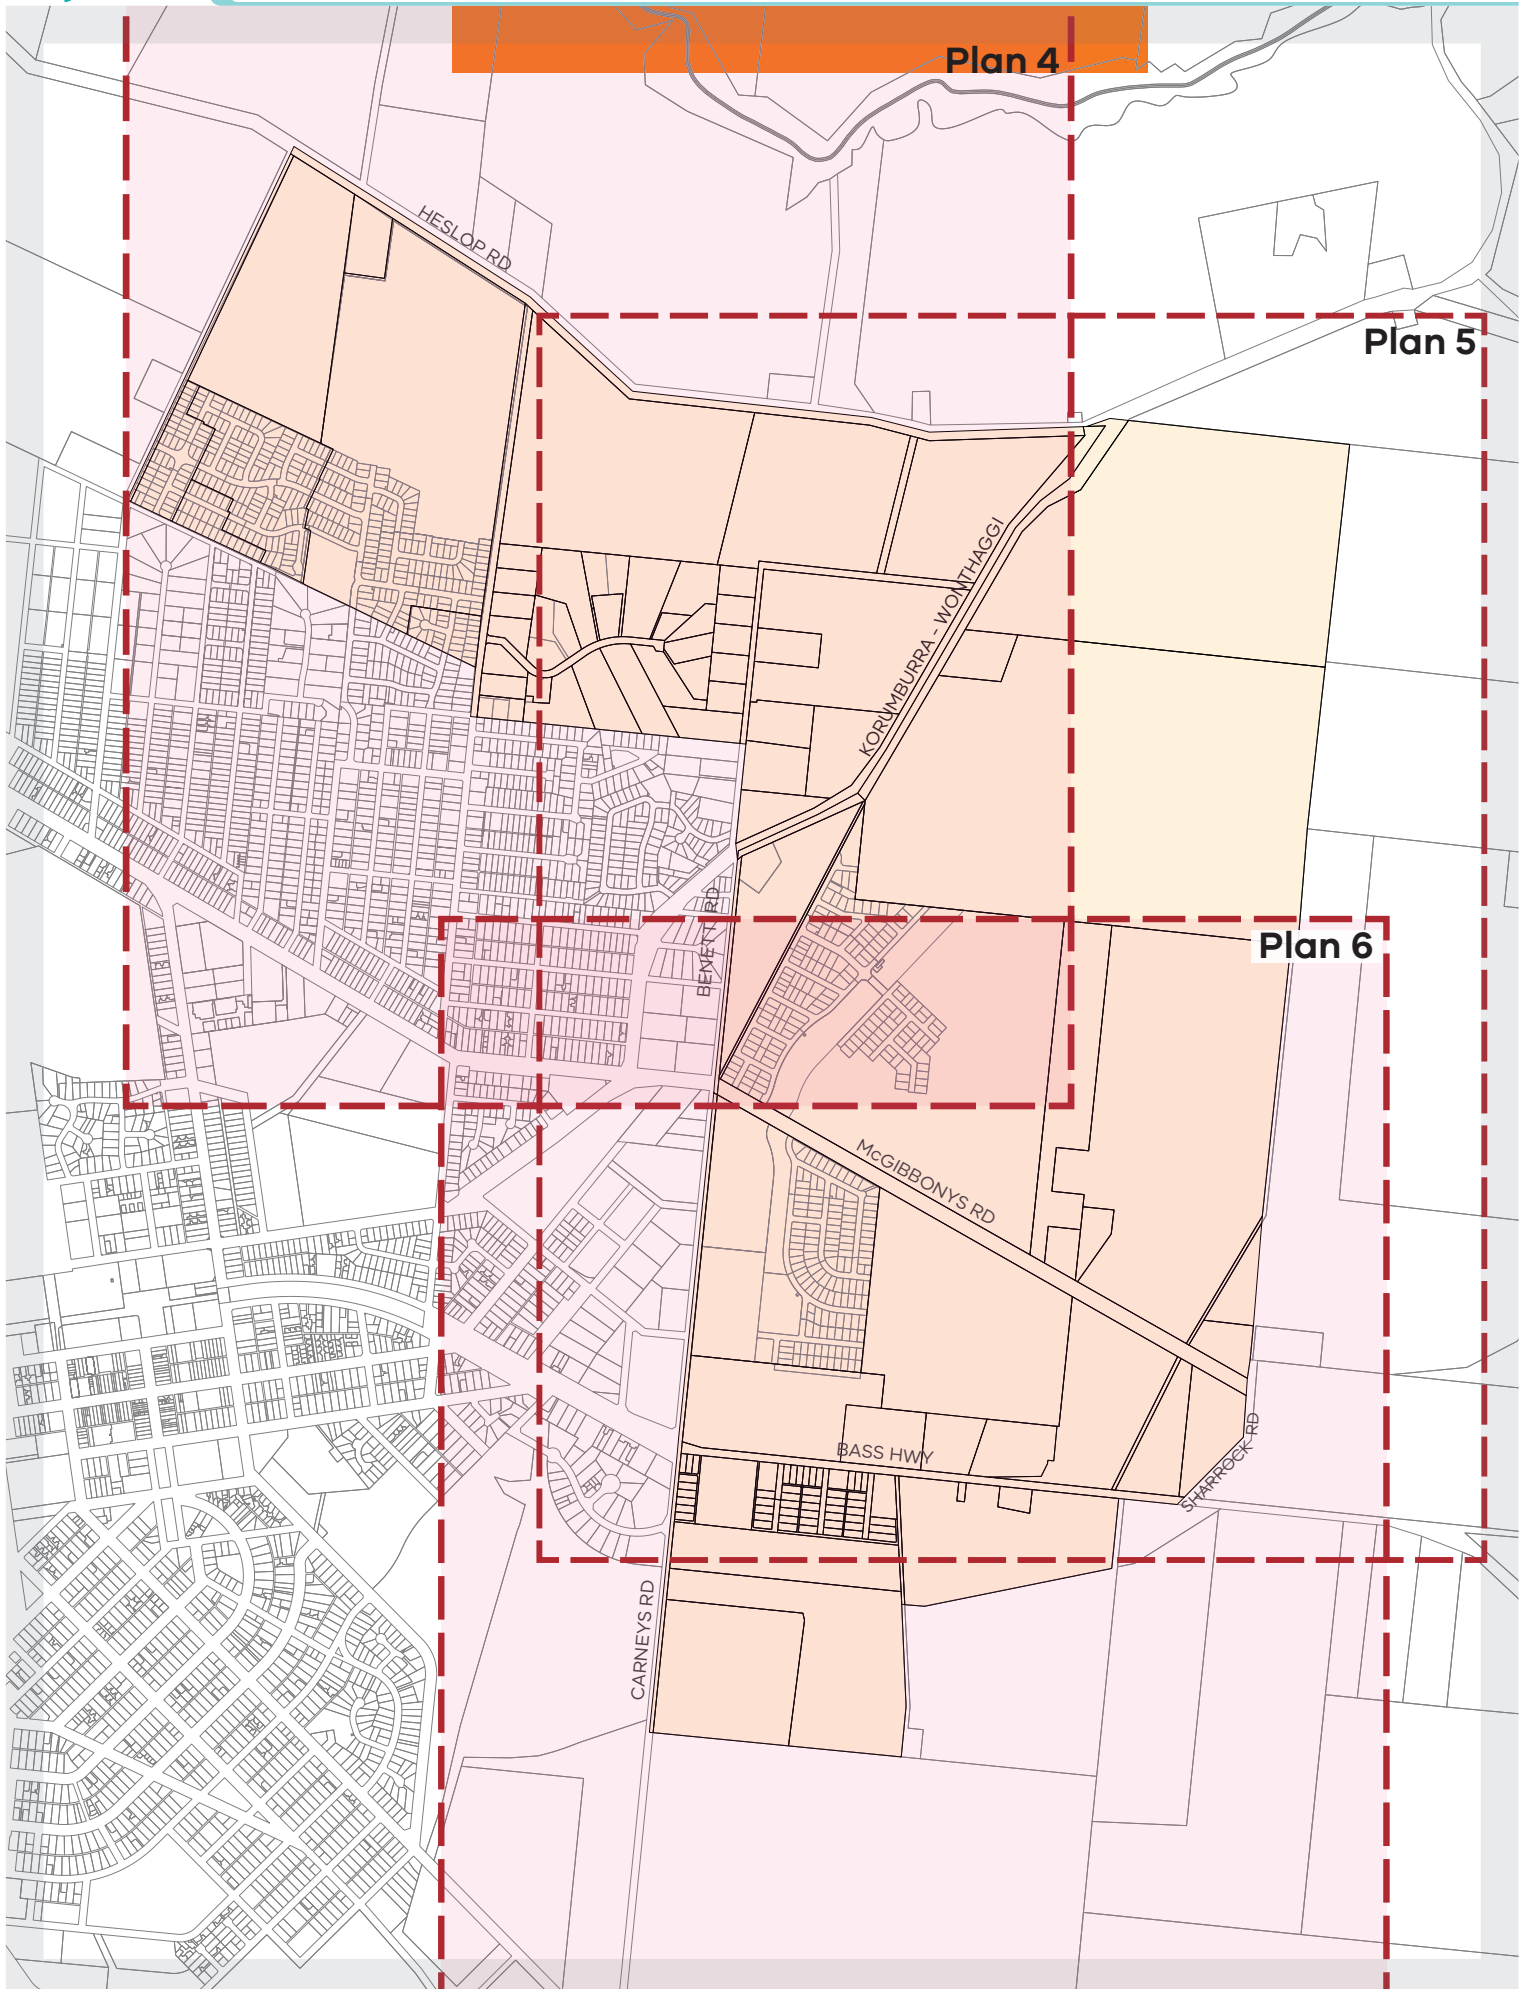 Plan 4
HESLOP RD
Plan 5
KORUMBURRA - WONTHAGGI
BENETTS RD
Plan 6
McGIBBONYS RD
BASS HWY
SHARROCK RD
CARNEYS RD